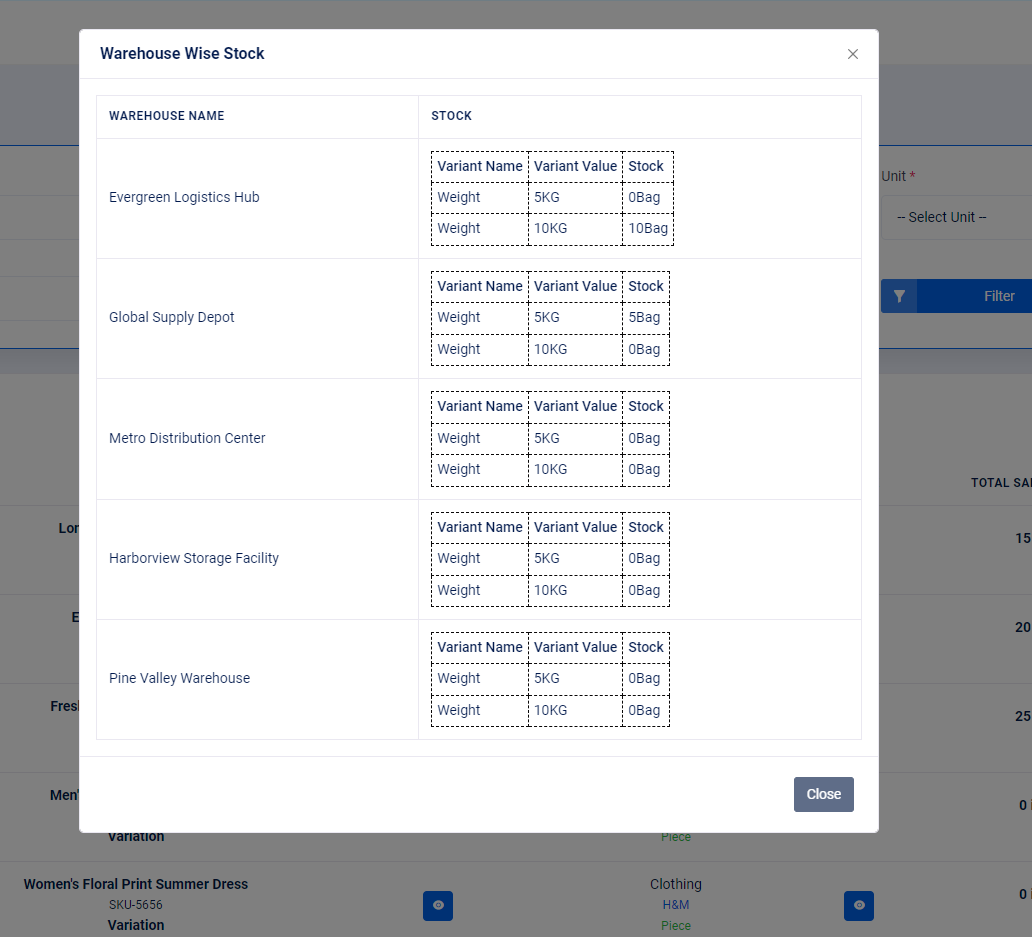 Warehouse Wise Stock
WAREHOUSE NAME STOCK
Evergreen Logistics Hub
Variant Name Variant Value Stock
Weight 5KG 0Bag
Weight 10KG 10Bag
Global Supply Depot
Variant Name Variant Value Stock
Weight 5KG 5Bag
Weight 10KG 0Bag
Metro Distribution Center
Variant Name Variant Value Stock
Weight 5KG 0Bag
Weight 10KG 0Bag
Harborview Storage Facility
Variant Name Variant Value Stock
Weight 5KG 0Bag
Weight 10KG 0Bag
Pine Valley Warehouse
Variant Name Variant Value Stock
Weight 5KG 0Bag
Weight 10KG 0Bag
Close
Unit *
-- Select Unit --
Filter
TOTAL
15
20
25
Men'
0
Variation Piece
Women's Floral Print Summer Dress Clothing 0
SKU-5656 H&M
Variation Piece